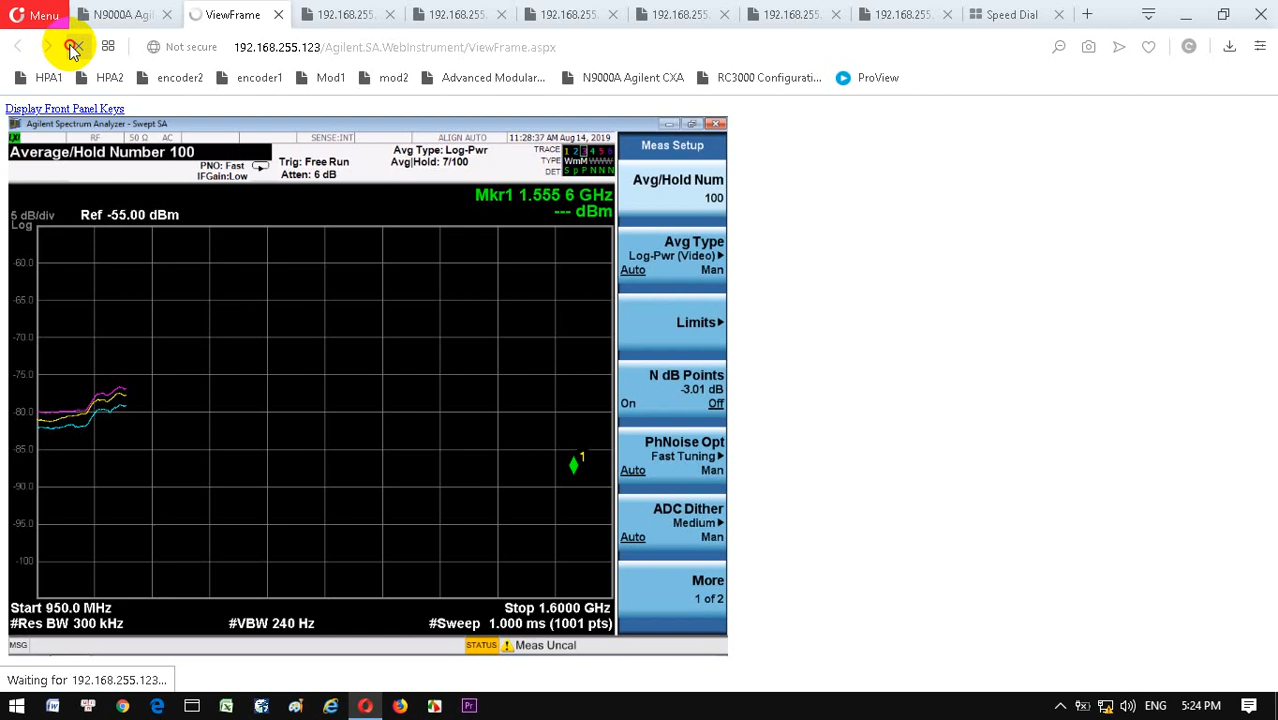 Menu
N9000A Agil
ViewFrame
192.168.255
192.168.255
192.168.255
192.168.255
192.168.255
192.168.255
Speed Dial
Not secure
192.168.255.123/Agilent.SA.WebInstrument/ViewFrame.aspx
HPA1
HPA2
encoder2
encoder1
Mod1
mod2
Advanced Modular...
N9000A Agilent CXA
RC3000 Configurati...
ProView
Display Front Panel Keys
Agilent Spectrum Analyzer - Swept SA
RF
50 Ω
AC
SENSE:INT
ALIGN AUTO
11:28:37 AM Aug 14, 2019
Average/Hold Number 100
PNO: Fast
IFGain:Low
Trig: Free Run
Atten: 6 dB
Avg Type: Log-Pwr
Avg|Hold: 7/100
TRACE
TYPE
DET
1 2 3 4 5 6
S p P N N N
Mkr1 1.555 6 GHz
--- dBm
5 dB/div
Ref -55.00 dBm
Log
-60.0
-65.0
-70.0
-75.0
-80.0
-85.0
-90.0
-95.0
-100
1
Start 950.0 MHz
Stop 1.6000 GHz
#Res BW 300 kHz
#VBW 240 Hz
#Sweep 1.000 ms (1001 pts)
MSG
STATUS
Meas Uncal
Meas Setup
Avg/Hold Num
100
Avg Type
Log-Pwr (Video)
Auto Man
Limits
N dB Points
-3.01 dB
On Off
PhNoise Opt
Fast Tuning
Auto Man
ADC Dither
Medium
Auto Man
More
1 of 2
Waiting for 192.168.255.123...
ENG
5:24 PM